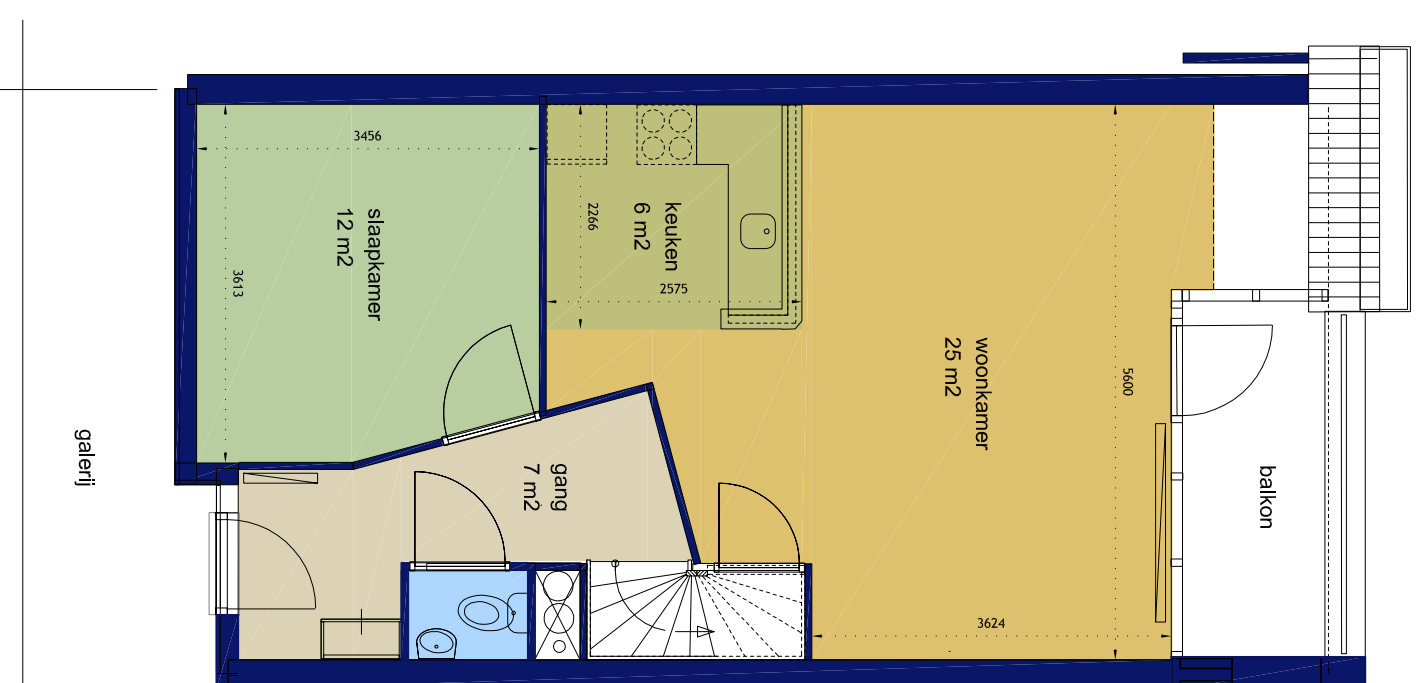 3456
slaapkamer
12 m2
3613
2266
keuken
6 m2
2575
woonkamer
25 m2
5600
gang
7 m2
galerij
balkon
3624